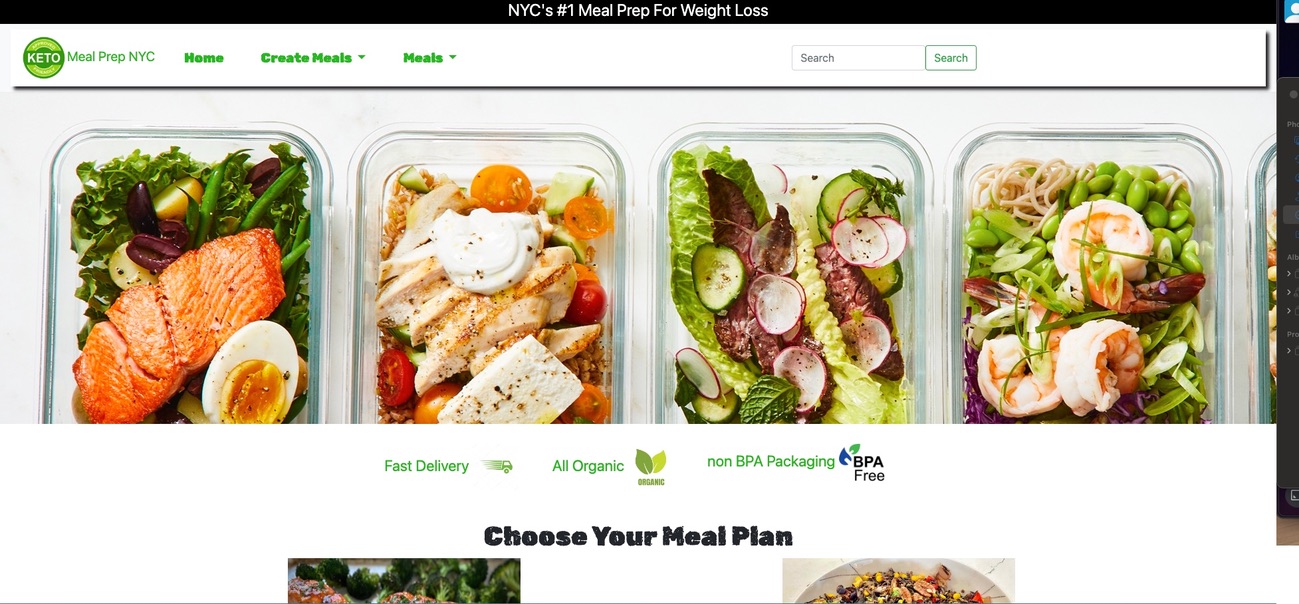 NYC's #1 Meal Prep For Weight Loss
KETO
Meal Prep NYC
Home
Create Meals
Meals
Search
Search
Fast Delivery
All Organic
ORGANIC
non BPA Packaging
BPA
Free
Choose Your Meal Plan